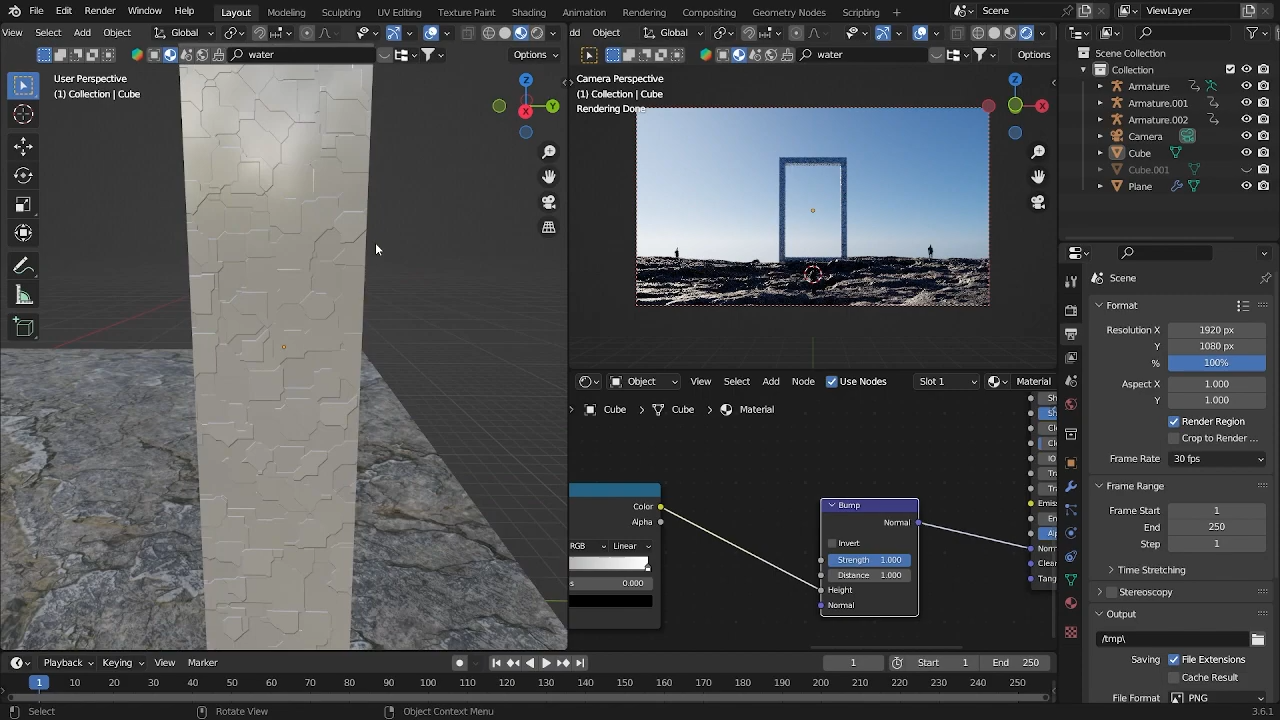 File Edit Render Window Help Layout Modeling Sculpting UV Editing Texture Paint Shading Animation Rendering Compositing Geometry Nodes Scripting + Scene ViewLayer
View Select Add Object Global
dd Object Global
water Options
water
User Perspective
(1) Collection | Cube
Z
Y
X
Camera Perspective
(1) Collection | Cube
Rendering Done
Z
X
Scene Collection
Collection
Armature
Armature.001
Armature.002
Camera
Cube
Cube.001
Plane
Object View Select Add Node Use Nodes Slot 1 Material
Cube > Cube > Material
Color
Alpha
RGB Linear
s 0.000
Bump
Normal
Invert
Strength 1.000
Distance 1.000
Height
Normal
Emiss
Norm
Clear
Tang
Scene
Format
Resolution X 1920 px
Y 1080 px
% 100%
Aspect X 1.000
Y 1.000
Render Region
Crop to Render ...
Frame Rate 30 fps
Frame Range
Frame Start 1
End 250
Step 1
Time Stretching
Stereoscopy
Output
/tmp\
Saving File Extensions
Cache Result
File Format PNG
Playback Keying View Marker 1 Start 1 End 250
1 10 20 30 40 50 60 70 80 90 100 110 120 130 140 150 160 170 180 190 200 210 220 230 240 250
Select Rotate View Object Context Menu 3.6.1